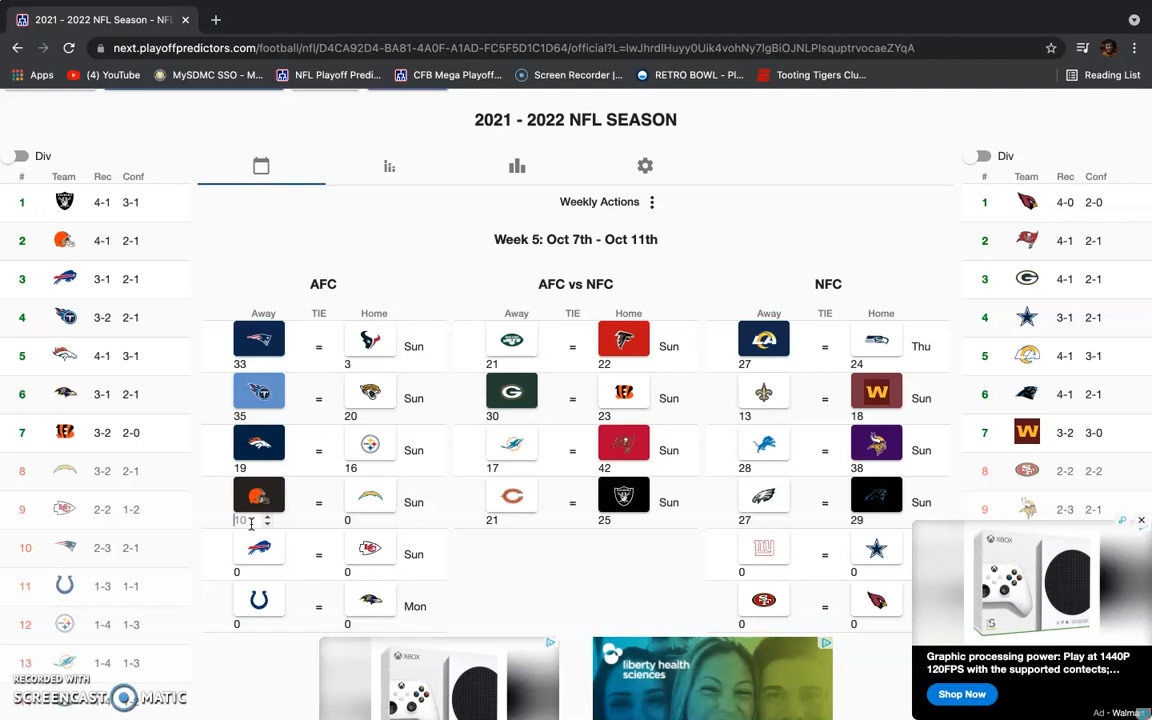 2021 - 2022 NFL Season - NFL
next.playoffpredictors.com/football/nfl/D4CA92D4-BA81-4A0F-A1AD-FC5F5D1C1D64/official?L=IwJhrdIHuyy0Uik4vohNy7lgBiOJNLPlsquptrvocaeZYqA
Apps (4) YouTube MySDMC SSO - M... NFL Playoff Predi... CFB Mega Playoff... Screen Recorder |... RETRO BOWL - Pl... Tooting Tigers Clu... Reading List
2021 - 2022 NFL SEASON
Div
Div
# Team Rec Conf
# Team Rec Conf
Weekly Actions
1 4-1 3-1
1 4-0 2-0
2 4-1 2-1
Week 5: Oct 7th - Oct 11th
2 4-1 2-1
3 3-1 2-1
AFC AFC vs NFC NFC
3 4-1 2-1
4 3-2 2-1
Away TIE Home Away TIE Home Away TIE Home
4 3-1 2-1
= Sun = Sun = Thu
5 4-1 3-1
33 3 21 22 27 24
5 4-1 3-1
6 3-1 2-1
= Sun = Sun = W Sun
6 4-1 2-1
35 20 30 23 13 18
7 3-2 2-0
= Sun = Sun = Sun
7 W 3-2 3-0
19 16 17 42 28 38
8 3-2 2-1
8 2-2 2-2
= Sun = Sun = Sun
9 2-2 1-2
9 2-3 2-1
10 0 21 25 27 29
10 2-3 2-1
= Sun =
0 0 0 0
11 1-3 1-1
= Mon =
0 0 0 0
12 1-4 1-3
13 1-4 1-3
RECORDED WITH
SCREENCAST MATIC
XBOX
liberty health
sciences
XBOX
Graphic processing power: Play at 1440P
120FPS with the supported contects;...
Shop Now
Ad · Walma